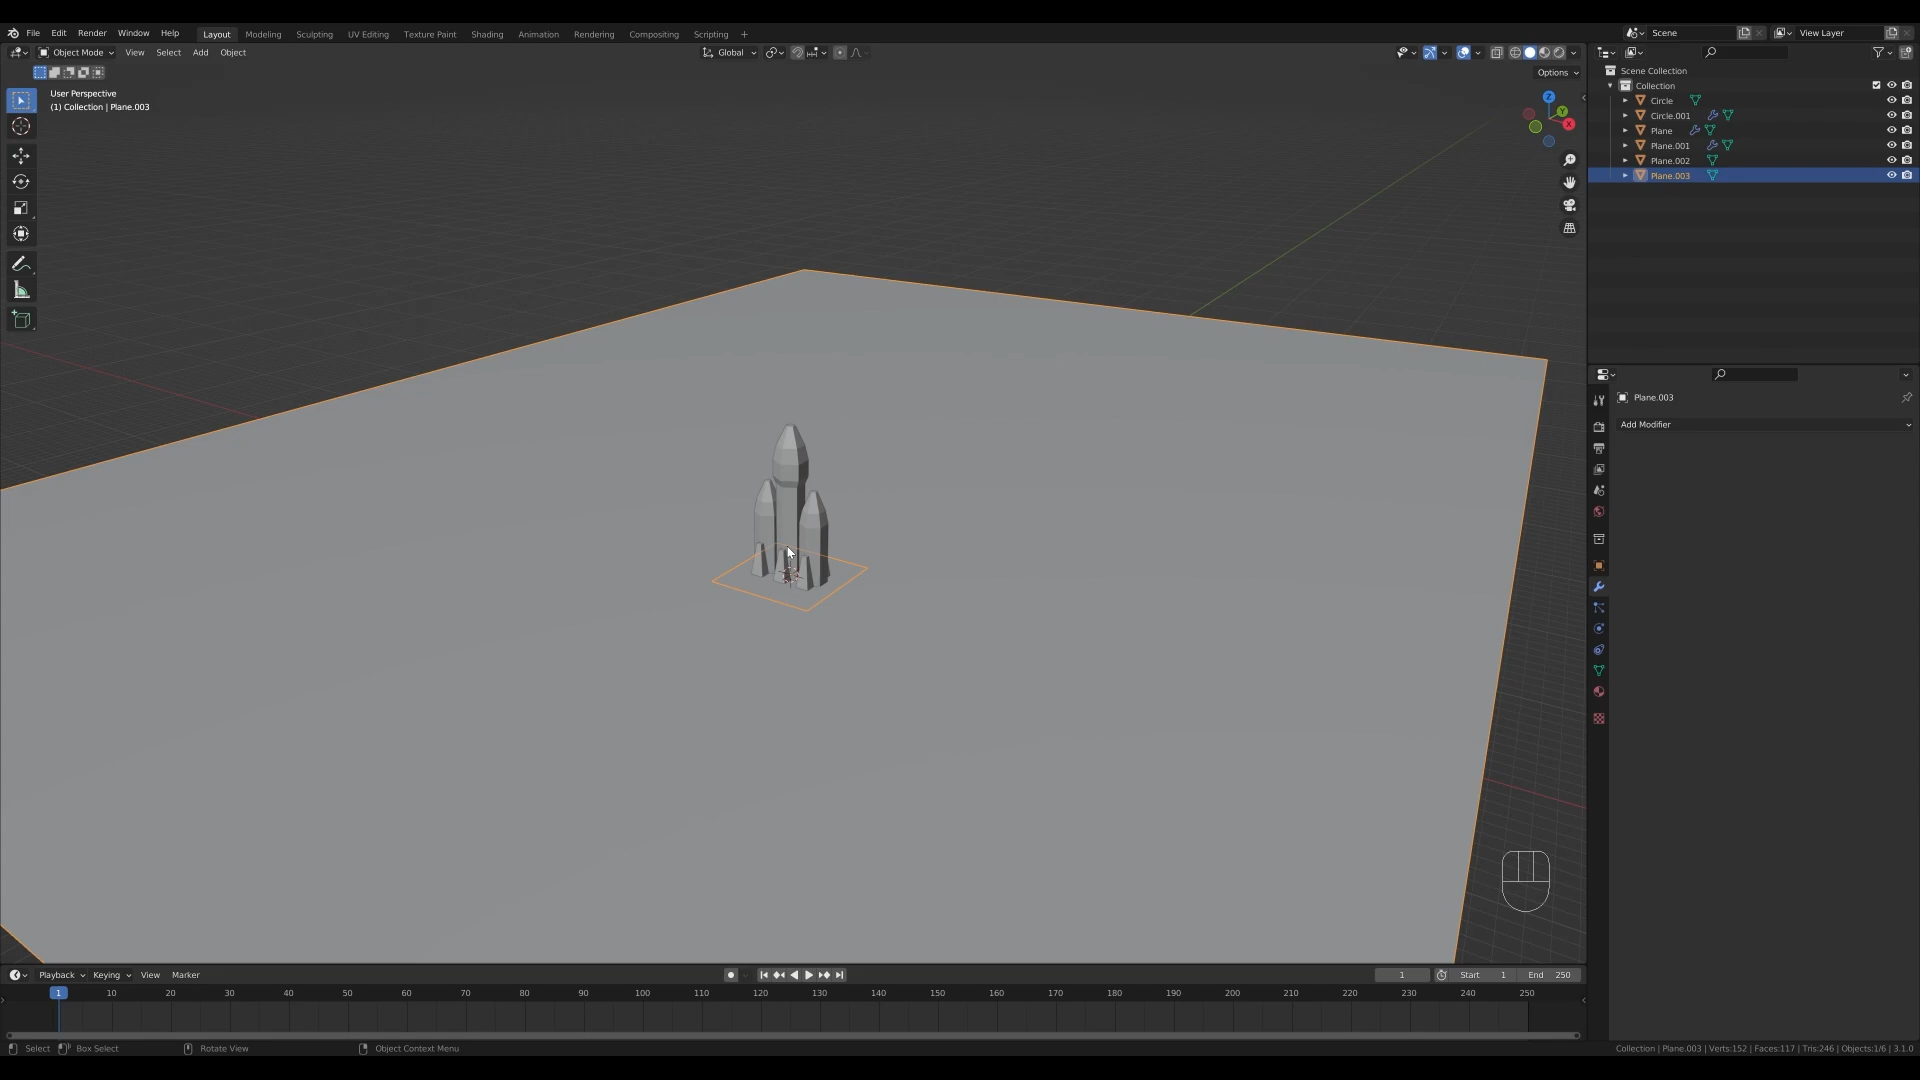 File Edit Render Window Help Layout Modeling Sculpting UV Editing Texture Paint Shading Animation Rendering Compositing Scripting + Scene View Layer
Object Mode View Select Add Object Global
Options
User Perspective
(1) Collection | Plane.003
Z
Y
X
Scene Collection
Collection
Circle
Circle.001
Plane
Plane.001
Plane.002
Plane.003
Plane.003
Add Modifier
Playback Keying View Marker 1 Start 1 End 250
1 10 20 30 40 50 60 70 80 90 100 110 120 130 140 150 160 170 180 190 200 210 220 230 240 250
Select Box Select Rotate View Object Context Menu Collection | Plane.003 | Verts:152 | Faces:117 | Tris:246 | Objects:1/6 | 3.1.0